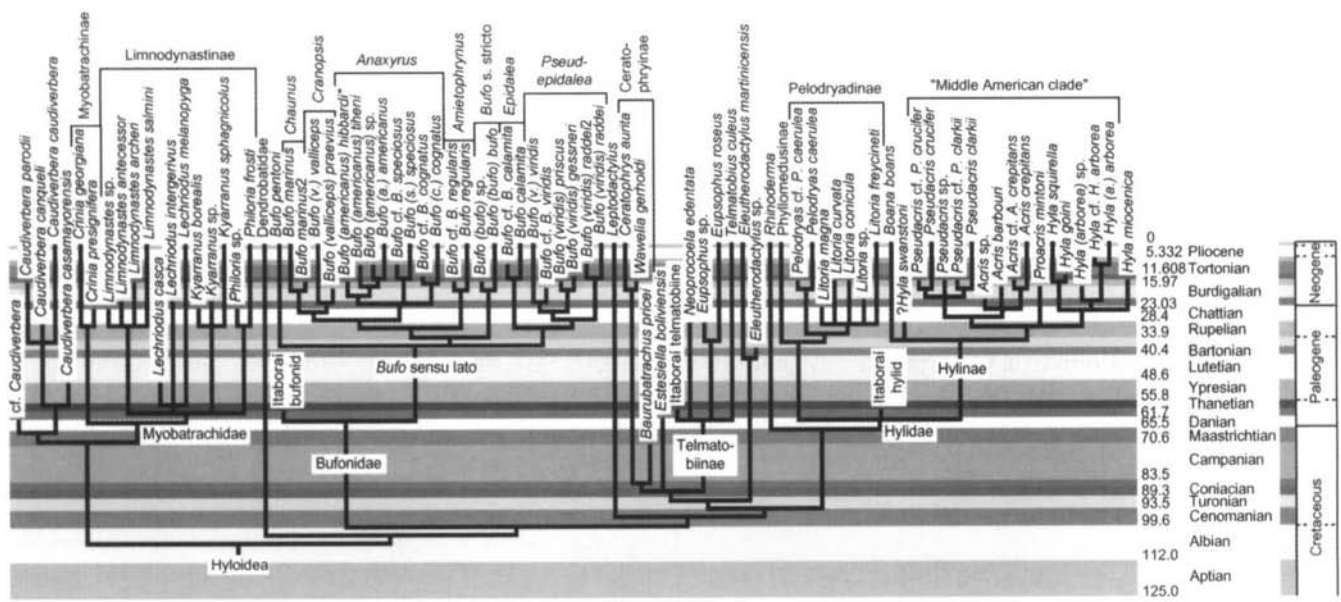 Limnodynastinae
Myobatrachinae
Chaunus
Cranopsis
Anaxyrus
Amietophrynus
Bufo s. stricto
Epidalea
Pseud-
epidalea
Cerato-
phryinae
Pelodryadinae
"Middle American clade"
cf. Caudiverbera
Caudiverbera parodii
Caudiverbera canqueli
Caudiverbera caudiverbera
Caudiverbera casamayorensis
Crinia georgiana
Crinia presignifera
Limnodynastes sp.
Limnodynastes antecessor
Limnodynastes archeri
Limnodynastes salmini
Lechriodus casca
Lechriodus intergerivus
Lechriodus melanopyga
Kyarranus borealis
Kyarranus sp.
Kyarranus sphagnicolus
Philoria sp.
Philoria frosti
Dendrobatidae
Bufo pentoni
Bufo marinus
Bufo marinus2
Bufo (v.) valliceps
Bufo (valliceps) praevius
Bufo (americanus) hibbardi"
Bufo (americanus) tiheni
Bufo (americanus) sp.
Bufo (a.) americanus
Bufo cf. B. speciosus
Bufo (s.) speciosus
Bufo cf. B. cognatus
Bufo (c.) cognatus
Bufo cf. B. regularis
Bufo regularis
Bufo (bufo) sp.
Bufo (bufo) bufo
Bufo cf. B. calamita
Bufo calamita
Bufo (v.) viridis
Bufo cf. B. viridis
Bufo (viridis) priscus
Bufo (viridis) gessneri
Bufo (viridis) raddei2
Bufo (viridis) raddei
Leptodactylus
Ceratophrys aurita
Wawelia gerholdi
Baurubatrachus pricei
Estesiella boliviensis
Itaboraí telmatobiine
Neoprocoela edentata
Eupsophus sp.
Eupsophus roseus
Telmatobius culeus
Eleutherodactylus sp.
Eleutherodactylus martinicensis
Rhinoderma
Phyllomedusinae
Pelodryas cf. P. caerulea
Pelodryas caerulea
Litoria magna
Litoria curvata
Litoria conicula
Litoria sp.
Litoria freycineti
Boana boans
?Hyla swanstoni
Pseudacris cf. P. crucifer
Pseudacris crucifer
Pseudacris sp.
Pseudacris cf. P. clarkii
Pseudacris clarkii
Acris sp.
Acris barbouri
Acris cf. A. crepitans
Acris crepitans
Proacris mintoni
Hyla squirella
Hyla goini
Hyla (arborea) sp.
Hyla cf. H. arborea
Hyla (a.) arborea
Hyla miocenica
Itaboraí
bufonid
Bufo sensu lato
Itaboraí
hylid
Hylinae
Myobatrachidae
Bufonidae
Telmato-
biinae
Hylidae
Hyloidea
0
5.332 Pliocene
11.608 Tortonian
15.97
Burdigalian
23.03
28.4 Chattian
33.9 Rupelian
40.4 Bartonian
Lutetian
48.6
Ypresian
55.8
61.7 Thanetian
65.5 Danian
70.6 Maastrichtian
Campanian
83.5
89.3 Coniacian
93.5 Turonian
99.6 Cenomanian
Albian
112.0
Aptian
125.0
Neogene
Paleogene
Cretaceous